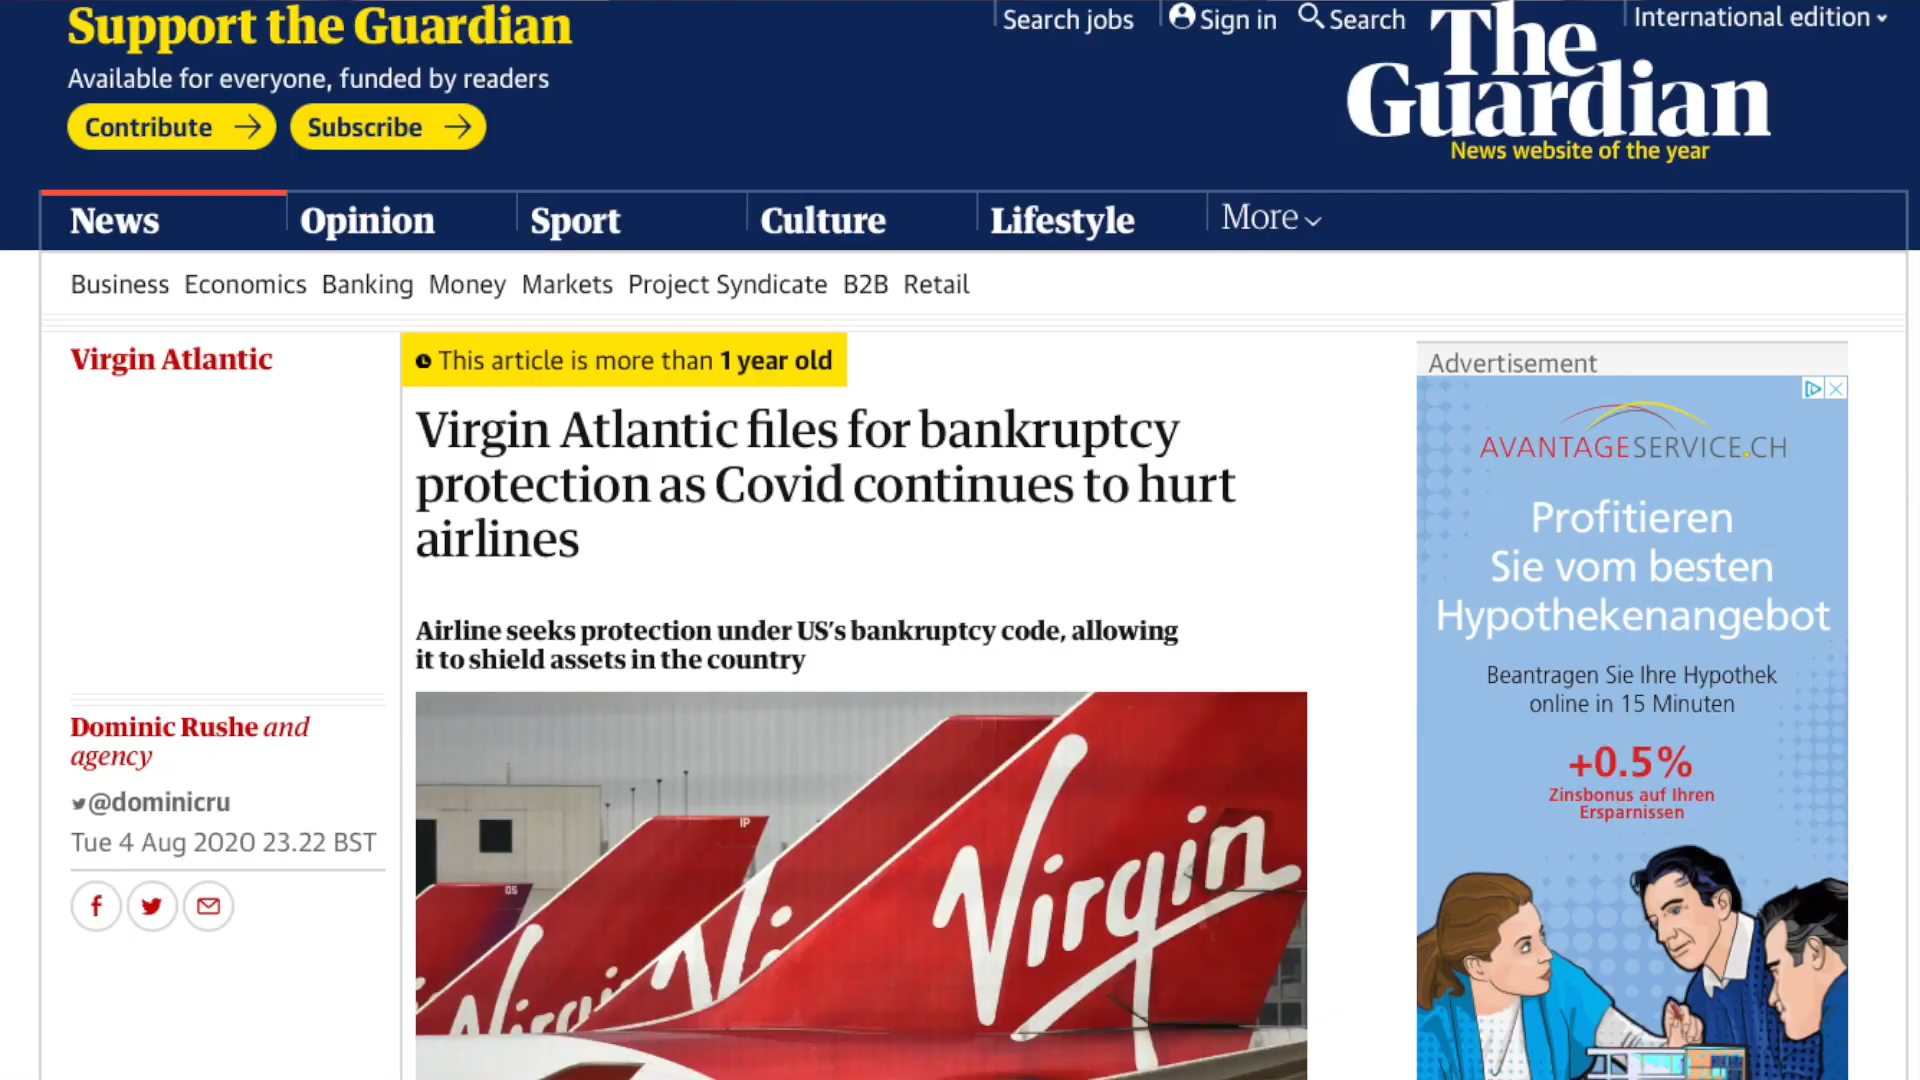 Support the Guardian
Available for everyone, funded by readers
Contribute
Subscribe
Search jobs
Sign in
Search
International edition
The
Guardian
News website of the year
News
Opinion
Sport
Culture
Lifestyle
More
Business Economics Banking Money Markets Project Syndicate B2B Retail
Virgin Atlantic
This article is more than 1 year old
Virgin Atlantic files for bankruptcy
protection as Covid continues to hurt
airlines
Airline seeks protection under US's bankruptcy code, allowing
it to shield assets in the country
Dominic Rushe and
agency
@dominicru
Tue 4 Aug 2020 23.22 BST
IP
OS
Virgin
Virgin
Virgin
Advertisement
AVANTAGESERVICE.CH
Profitieren
Sie vom besten
Hypothekenangebot
Beantragen Sie Ihre Hypothek
online in 15 Minuten
+0.5%
Zinsbonus auf Ihren
Ersparnissen